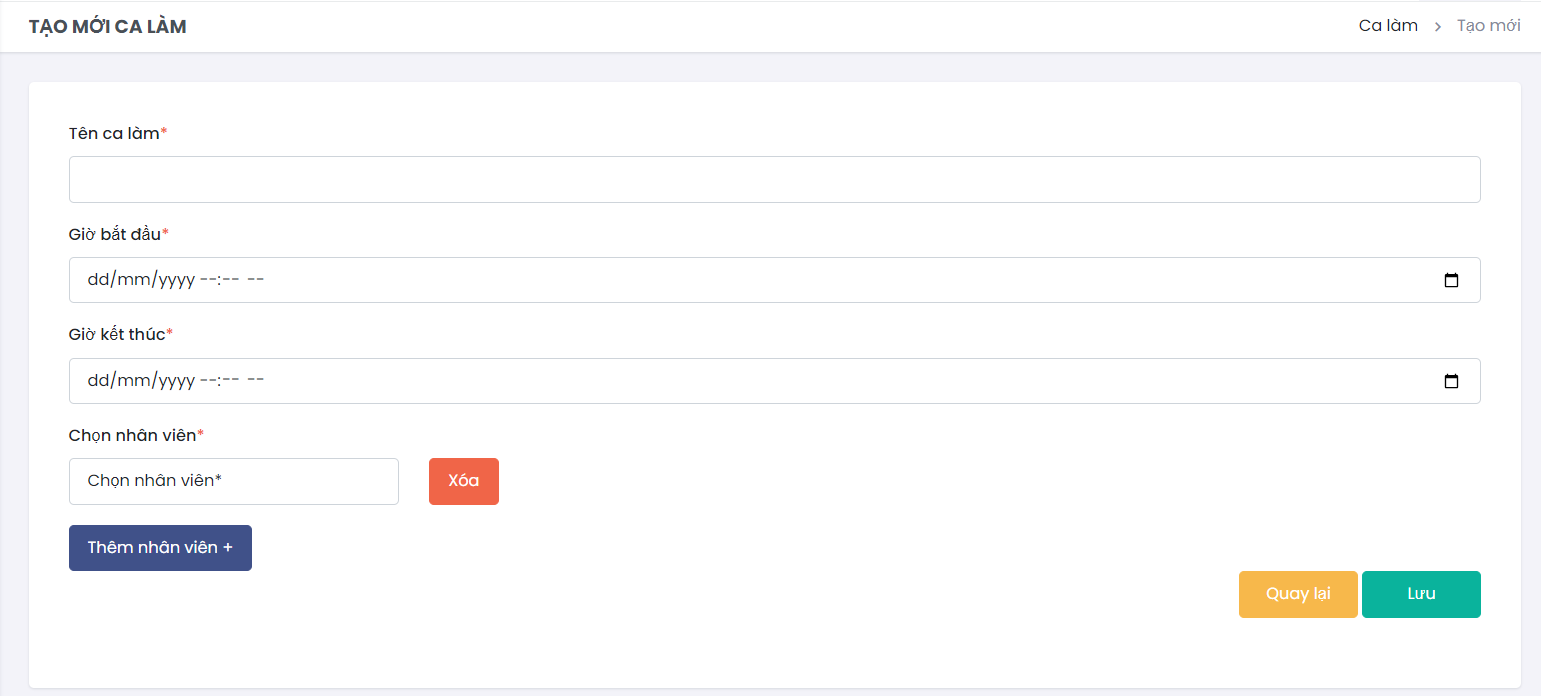 TẠO MỚI CA LÀM
Ca làm > Tạo mới
Tên ca làm*
Giờ bắt đầu*
dd/mm/yyyy --:-- --
Giờ kết thúc*
dd/mm/yyyy --:-- --
Chọn nhân viên*
Chọn nhân viên*
Xóa
Thêm nhân viên +
Quay lại
Lưu